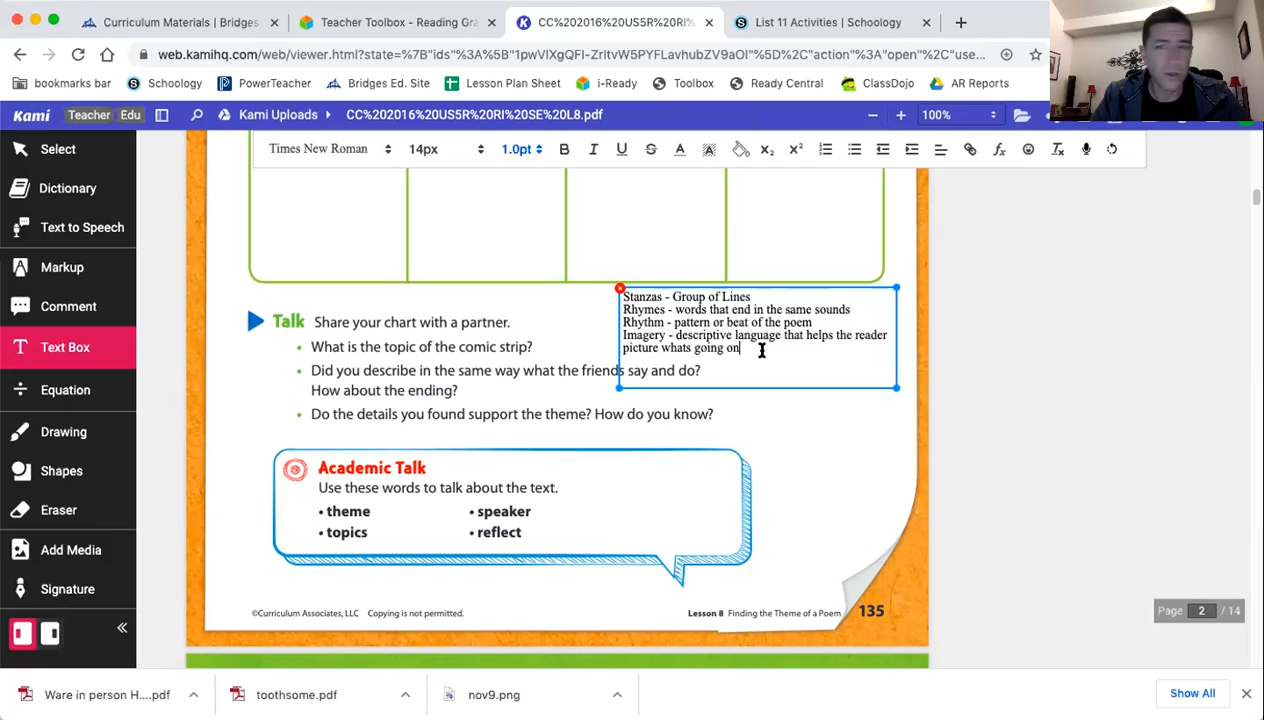 Curriculum Materials | Bridges
Teacher Toolbox - Reading Gra
CC%202016%20US5R%20RI%
List 11 Activities | Schoology
web.kamihq.com/web/viewer.html?state=%7B"ids"%3A%5B"1pwVlXgQFI-ZrltvW5PYFLavhubZV9aOl"%5D%2C"action"%3A"open"%2C"use...
bookmarks bar
Schoology
PowerTeacher
Bridges Ed. Site
Lesson Plan Sheet
i-Ready
Toolbox
Ready Central
ClassDojo
AR Reports
Kami
Teacher
Edu
Kami Uploads
CC%202016%20US5R%20RI%20SE%20L8.pdf
100%
Times New Roman
14px
1.0pt
Select
Dictionary
Text to Speech
Markup
Comment
Text Box
Equation
Drawing
Shapes
Eraser
Add Media
Signature
Stanzas - Group of Lines
Rhymes - words that end in the same sounds
Rhythm - pattern or beat of the poem
Imagery - descriptive language that helps the reader
picture whats going on
Talk Share your chart with a partner.
• What is the topic of the comic strip?
• Did you describe in the same way what the friends say and do?
How about the ending?
• Do the details you found support the theme? How do you know?
Academic Talk
Use these words to talk about the text.
• theme
• speaker
• topics
• reflect
©Curriculum Associates, LLC Copying is not permitted.
Lesson 8 Finding the Theme of a Poem
135
Page 2 / 14
Ware in person H....pdf
toothsome.pdf
nov9.png
Show All